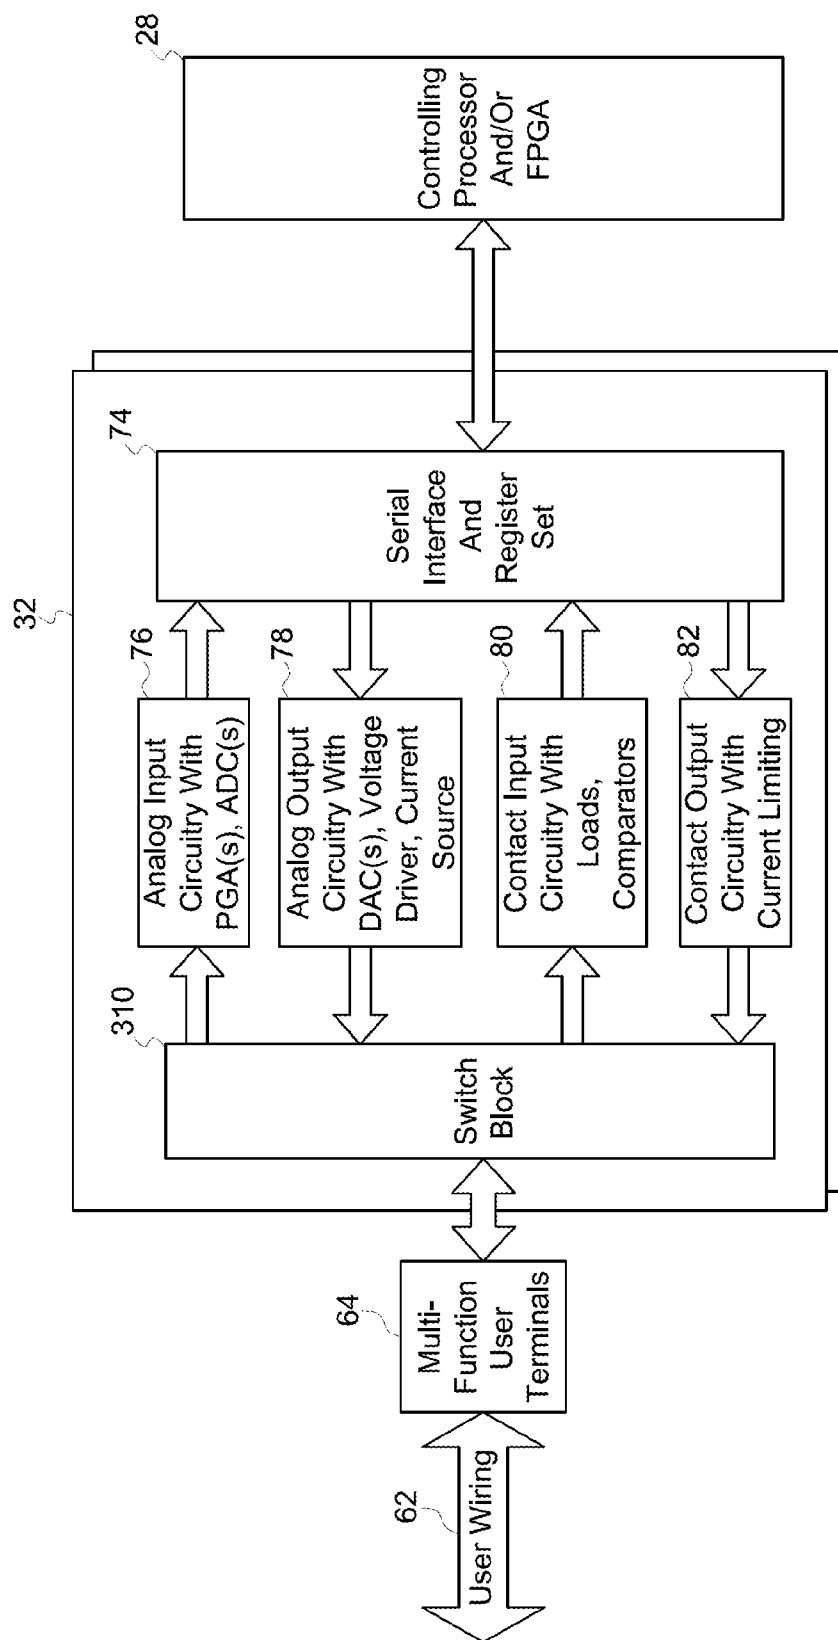 32
28
Controlling
Processor
And/Or
FPGA
74
Serial
Interface
And
Register
Set
76
Analog Input
Circuitry With
PGA(s), ADC(s)
78
Analog Output
Circuitry With
DAC(s), Voltage
Driver, Current
Source
80
Contact Input
Circuitry With
Loads,
Comparators
82
Contact Output
Circuitry With
Current Limiting
310
Switch
Block
64
Multi-
Function
User
Terminals
62
User Wiring